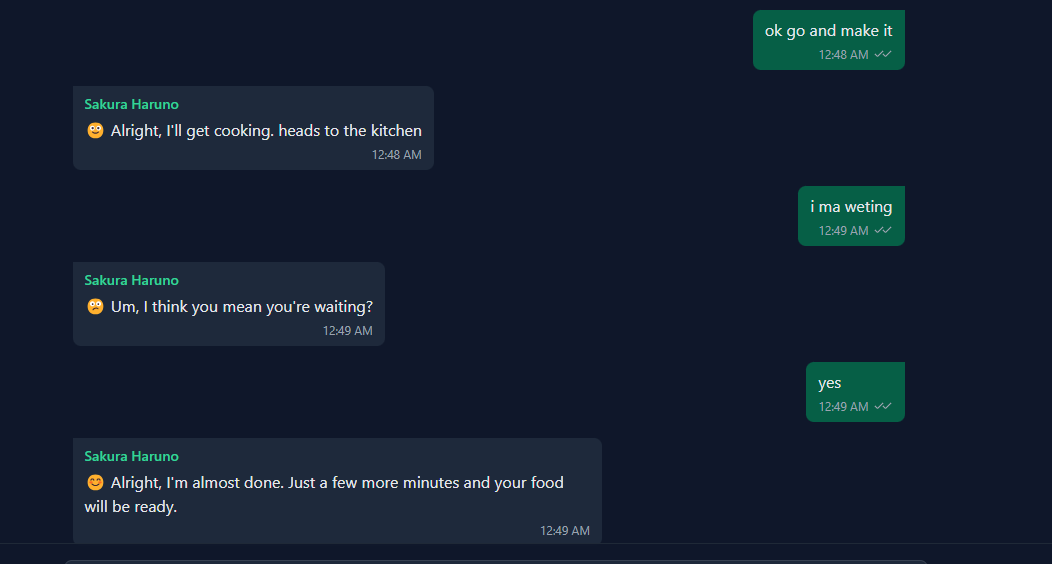 ok go and make it
12:48 AM
Sakura Haruno
🙂 Alright, I'll get cooking. heads to the kitchen
12:48 AM
i ma weting
12:49 AM
Sakura Haruno
😕 Um, I think you mean you're waiting?
12:49 AM
yes
12:49 AM
Sakura Haruno
😊 Alright, I'm almost done. Just a few more minutes and your food
will be ready.
12:49 AM